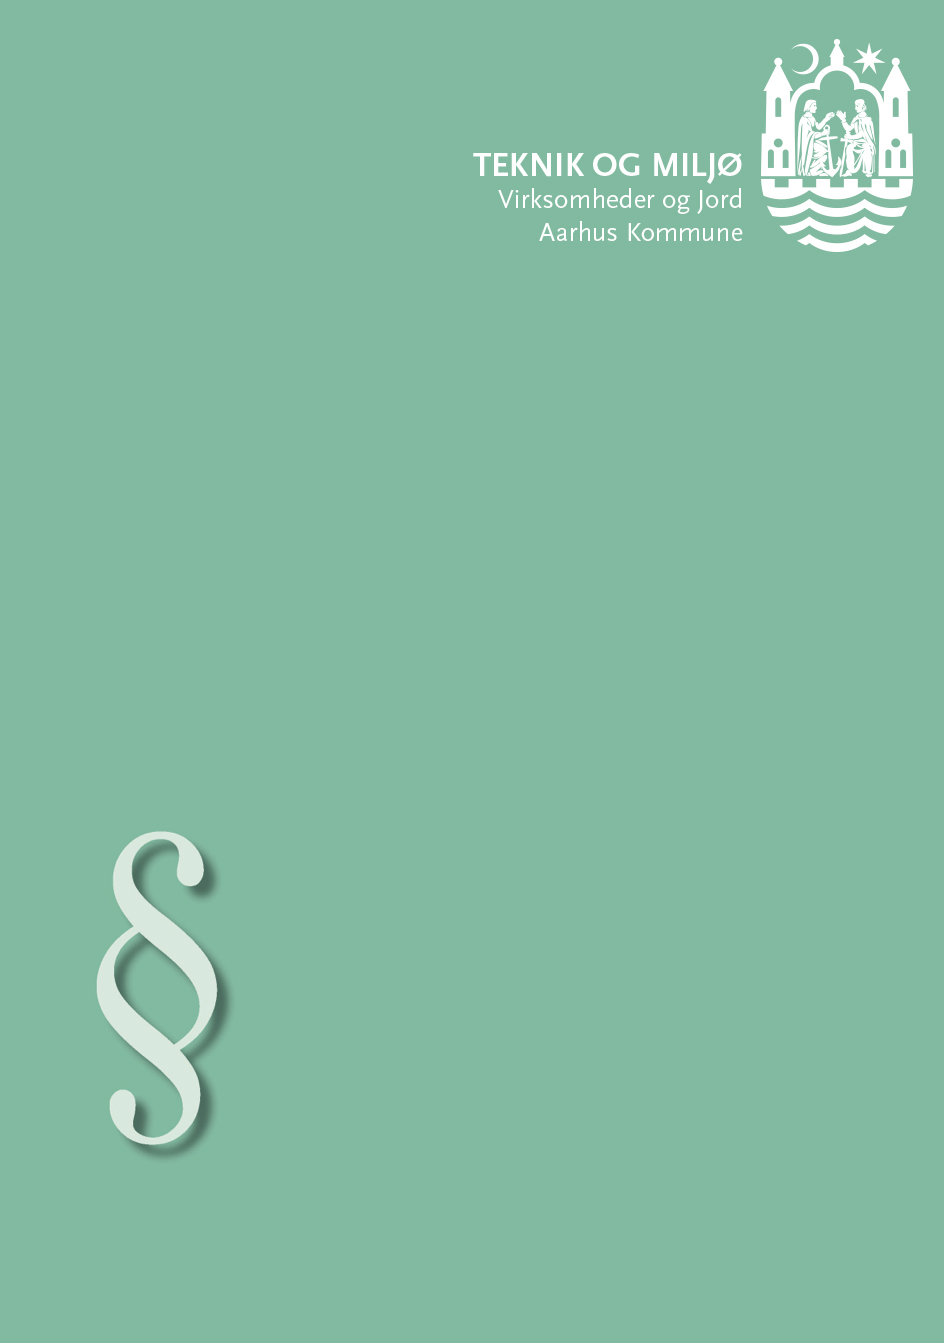 TEKNIK OG MILJØ
Virksomheder og Jord
Aarhus Kommune
§